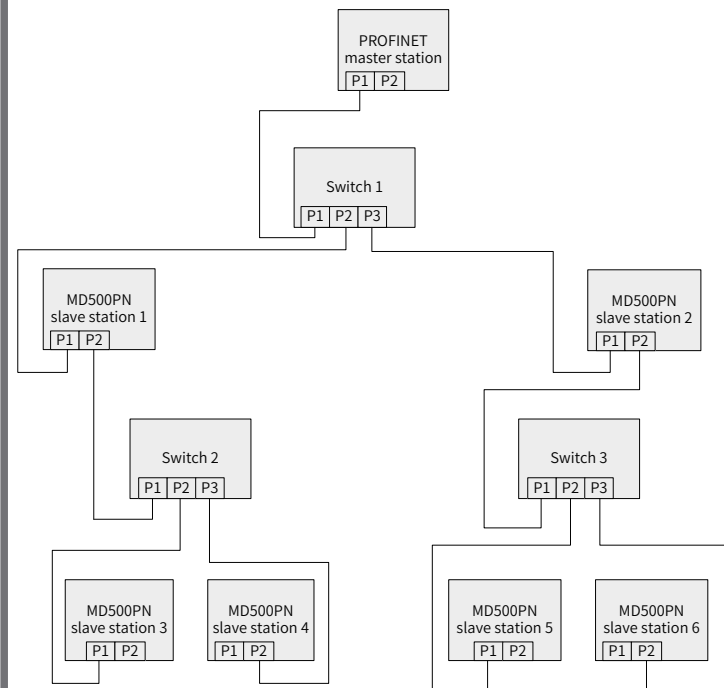 PROFINET
master station
P1 P2
Switch 1
P1 P2 P3
MD500PN
slave station 1
P1 P2
MD500PN
slave station 2
P1 P2
Switch 2
P1 P2 P3
Switch 3
P1 P2 P3
MD500PN
slave station 3
P1 P2
MD500PN
slave station 4
P1 P2
MD500PN
slave station 5
P1 P2
MD500PN
slave station 6
P1 P2